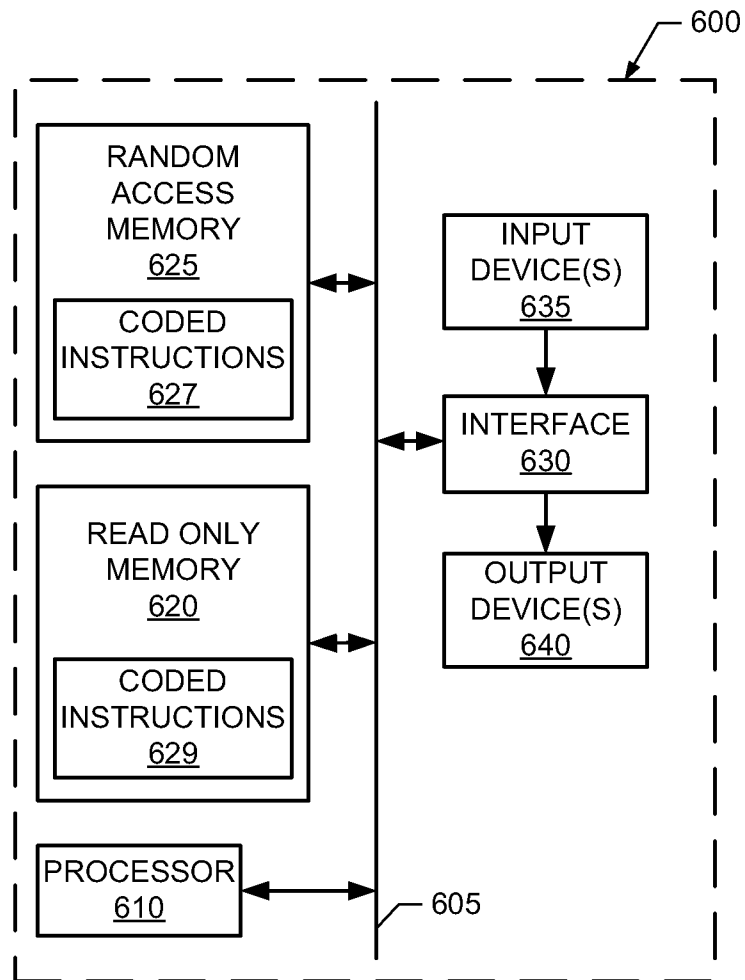 600
RANDOM
ACCESS
MEMORY
625
CODED
INSTRUCTIONS
627
READ ONLY
MEMORY
620
CODED
INSTRUCTIONS
629
PROCESSOR
610
INPUT
DEVICE(S)
635
INTERFACE
630
OUTPUT
DEVICE(S)
640
605